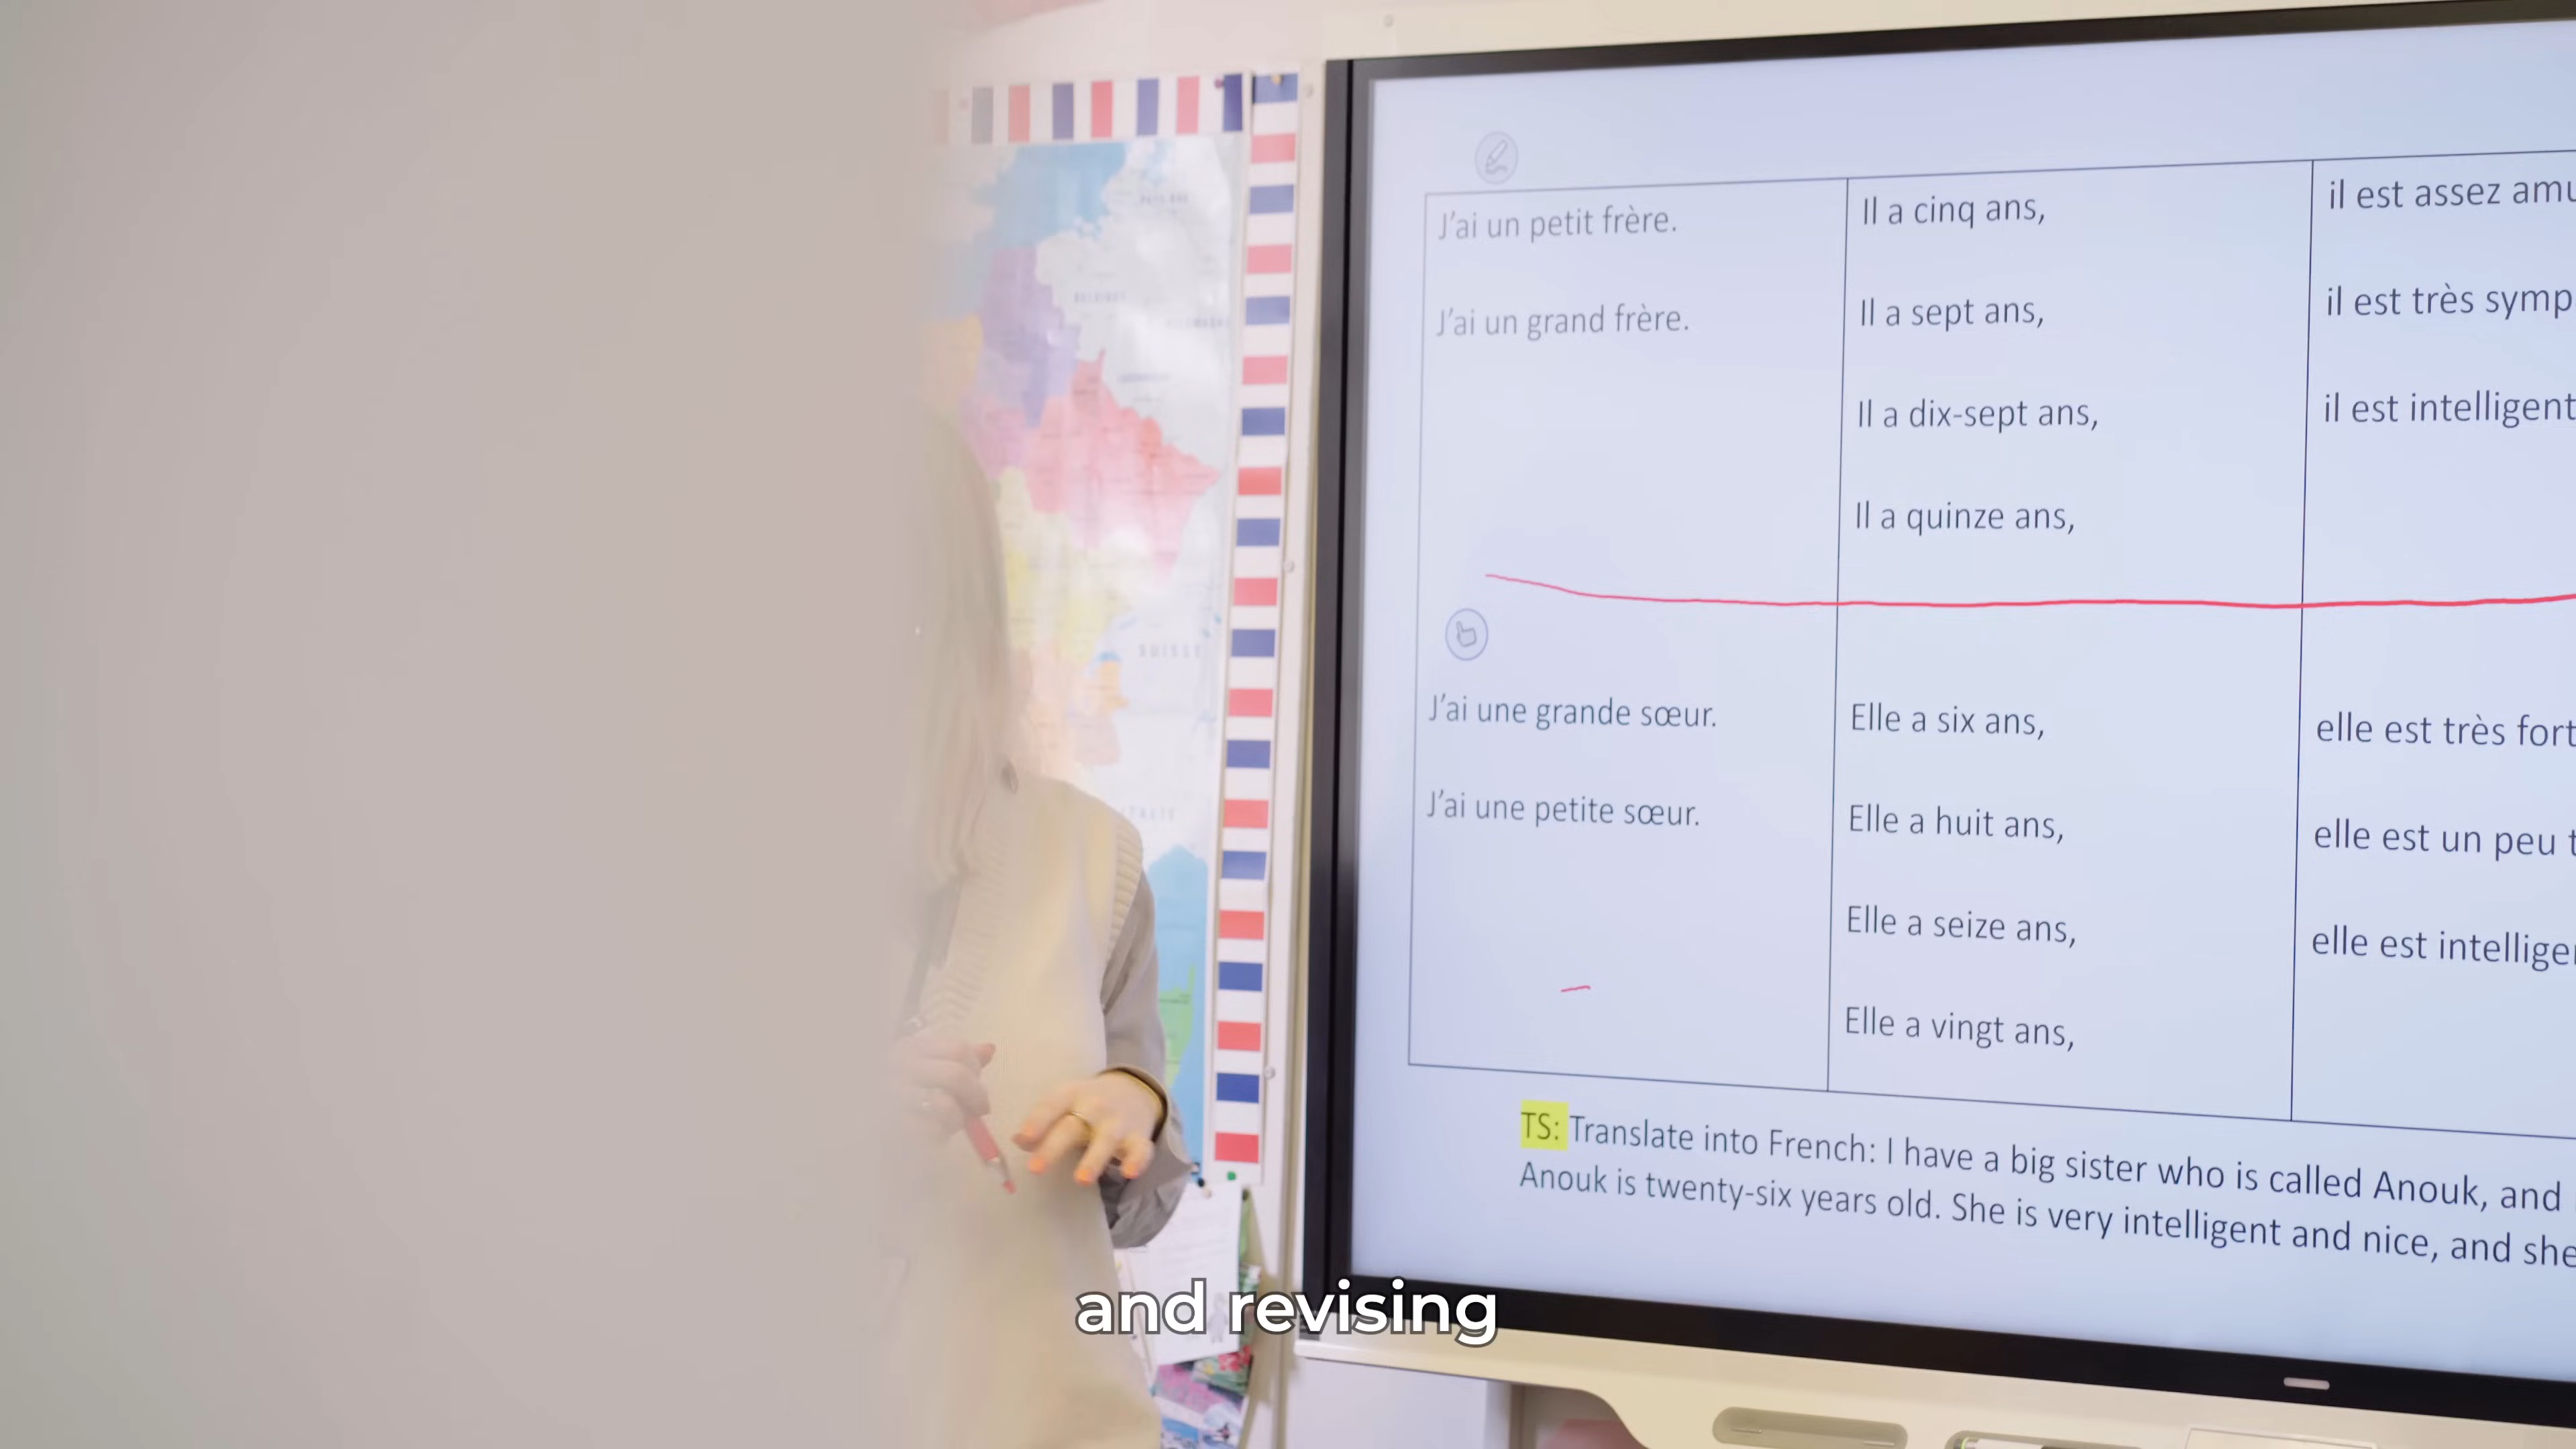 J'ai un petit frère.
J'ai un grand frère.
Il a cinq ans,
Il a sept ans,
Il a dix-sept ans,
Il a quinze ans,
il est assez amu
il est très symp
il est intelligent
J'ai une grande sœur.
J'ai une petite sœur.
Elle a six ans,
Elle a huit ans,
Elle a seize ans,
Elle a vingt ans,
elle est très fort
elle est un peu t
elle est intellige
TS: Translate into French: I have a big sister who is called Anouk, and
Anouk is twenty-six years old. She is very intelligent and nice, and she
SUISSE
ITALIE
and revising